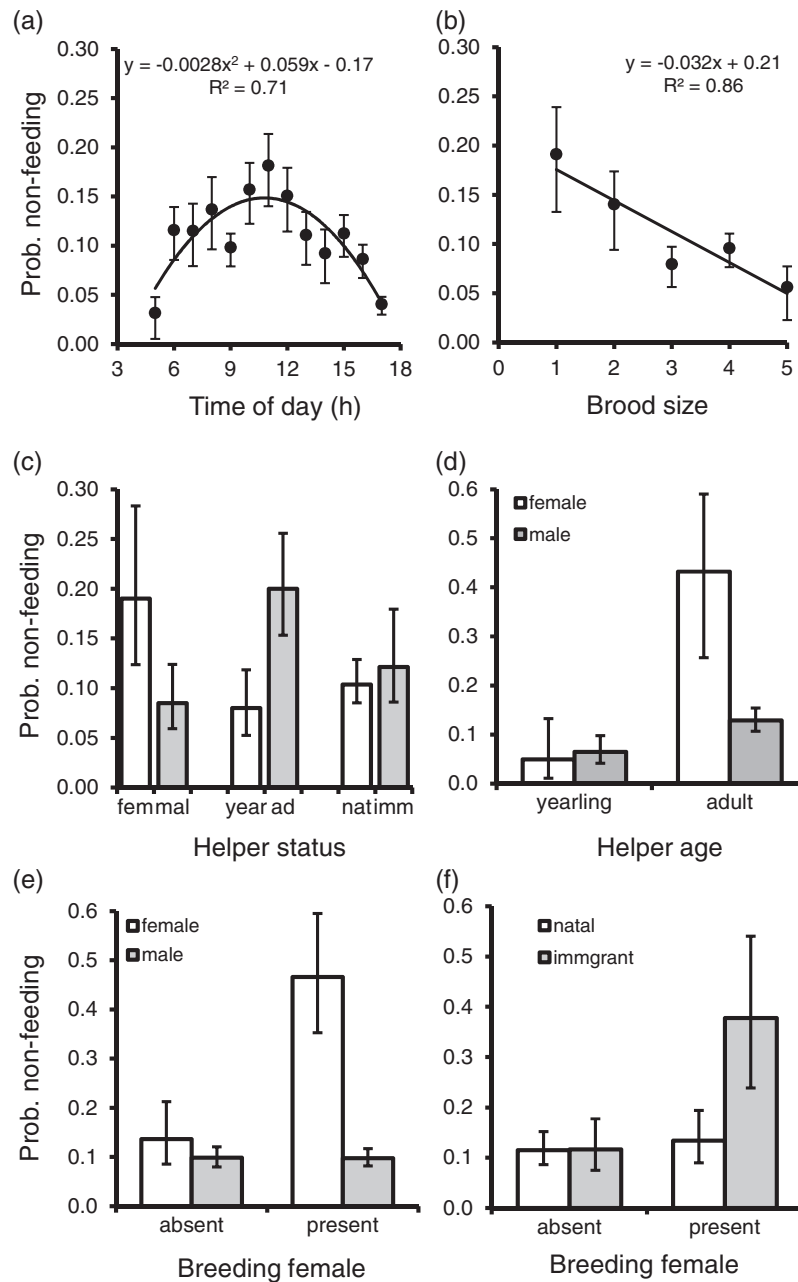 (a)
y = -0.0028x² + 0.059x - 0.17
R² = 0.71
Prob. non-feeding
0.30
0.25
0.20
0.15
0.10
0.05
0.00
3 6 9 12 15 18
Time of day (h)
(b)
y = -0.032x + 0.21
R² = 0.86
0.30
0.25
0.20
0.15
0.10
0.05
0.00
0 1 2 3 4 5
Brood size
(c)
Prob. non-feeding
0.30
0.25
0.20
0.15
0.10
0.05
0.00
fem mal year ad nat imm
Helper status
(d)
female
male
0.6
0.5
0.4
0.3
0.2
0.1
0.0
yearling adult
Helper age
(e)
female
male
Prob. non-feeding
0.6
0.5
0.4
0.3
0.2
0.1
0.0
absent present
Breeding female
(f)
natal
immgrant
0.6
0.5
0.4
0.3
0.2
0.1
0.0
absent present
Breeding female